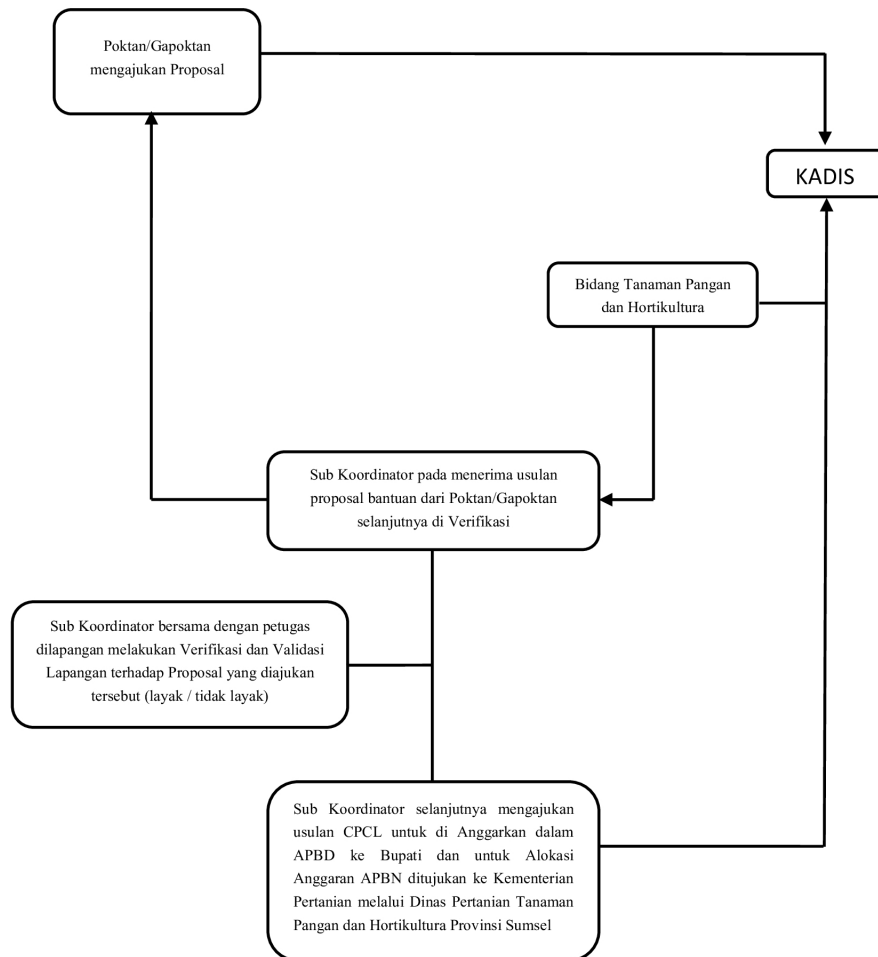 Poktan/Gapoktan
mengajukan Proposal
KADIS
Bidang Tanaman Pangan
dan Hortikultura
Sub Koordinator pada menerima usulan
proposal bantuan dari Poktan/Gapoktan
selanjutnya di Verifikasi
Sub Koordinator bersama dengan petugas
dilapangan melakukan Verifikasi dan Validasi
Lapangan terhadap Proposal yang diajukan
tersebut (layak / tidak layak)
Sub Koordinator selanjutnya mengajukan
usulan CPCL untuk di Anggarkan dalam
APBD ke Bupati dan untuk Alokasi
Anggaran APBN ditujukan ke Kementerian
Pertanian melalui Dinas Pertanian Tanaman
Pangan dan Hortikultura Provinsi Sumsel